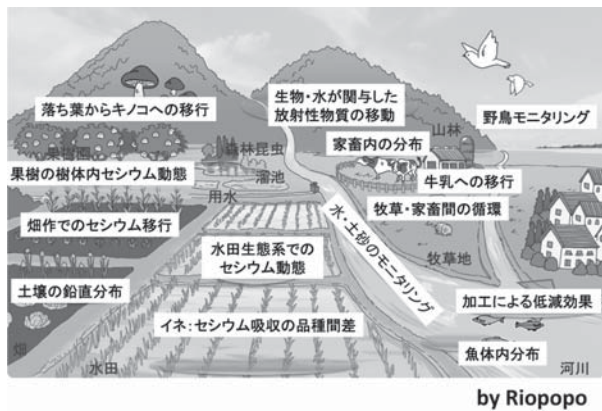 落ち葉からキノコへの移行
生物・水が関与した
放射性物質の移動
野鳥モニタリング
山林
家畜内の分布
果樹園
森林昆虫
果樹の樹体内セシウム動態
溜池
牛乳への移行
用水
牧草・家畜間の循環
畑作でのセシウム移行
水・土砂のモニタリング
水田生態系での
セシウム動態
牧草地
土壌の鉛直分布
加工による低減効果
イネ:セシウム吸収の品種間差
魚体内分布
畑
水田
河川
by Riopopo